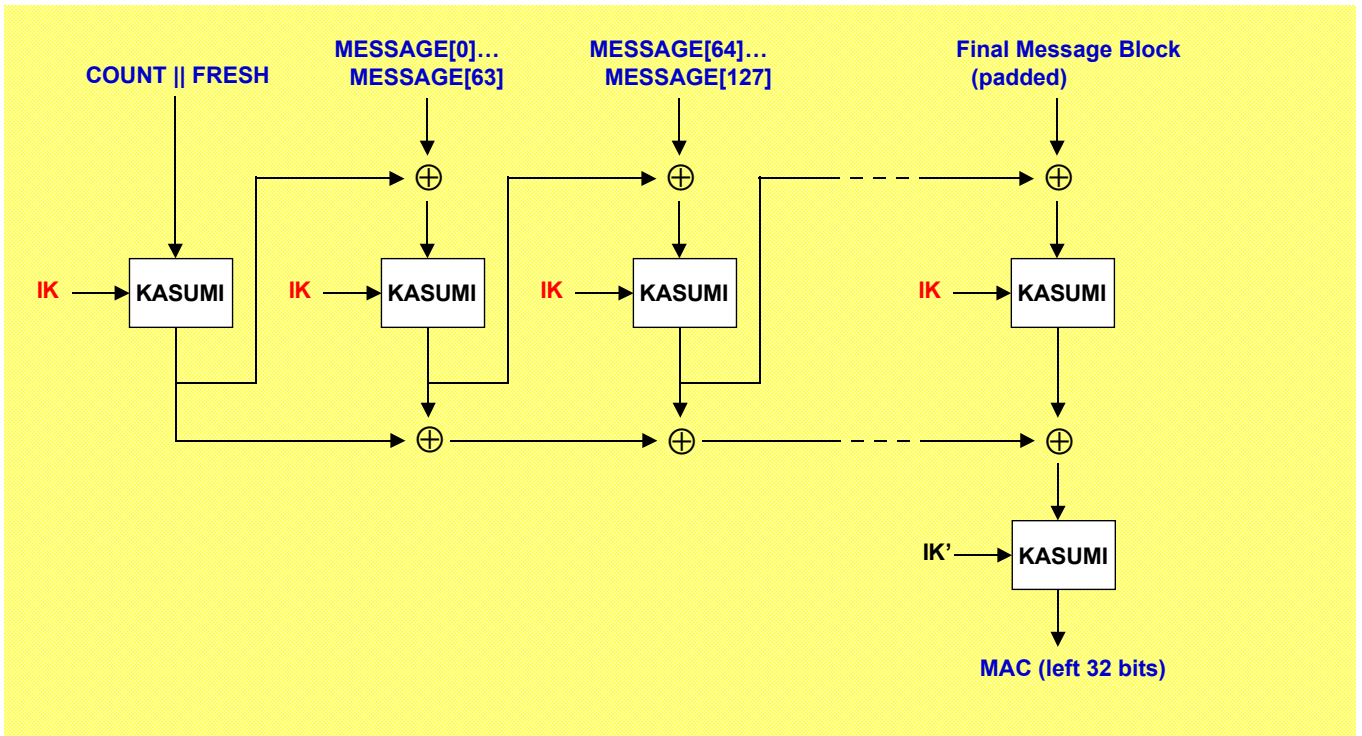 COUNT || FRESH
MESSAGE[0]…
MESSAGE[63]
MESSAGE[64]…
MESSAGE[127]
Final Message Block
(padded)
IK
KASUMI
IK
KASUMI
IK
KASUMI
IK
KASUMI
IK’
KASUMI
MAC (left 32 bits)